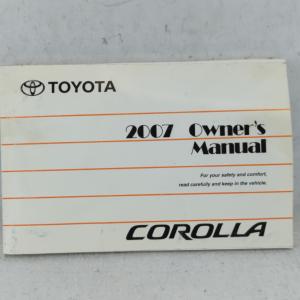 TOYOTA
2007 Owner's
Manual
For your safety and comfort,
read carefully and keep in the vehicle.
COROLLA